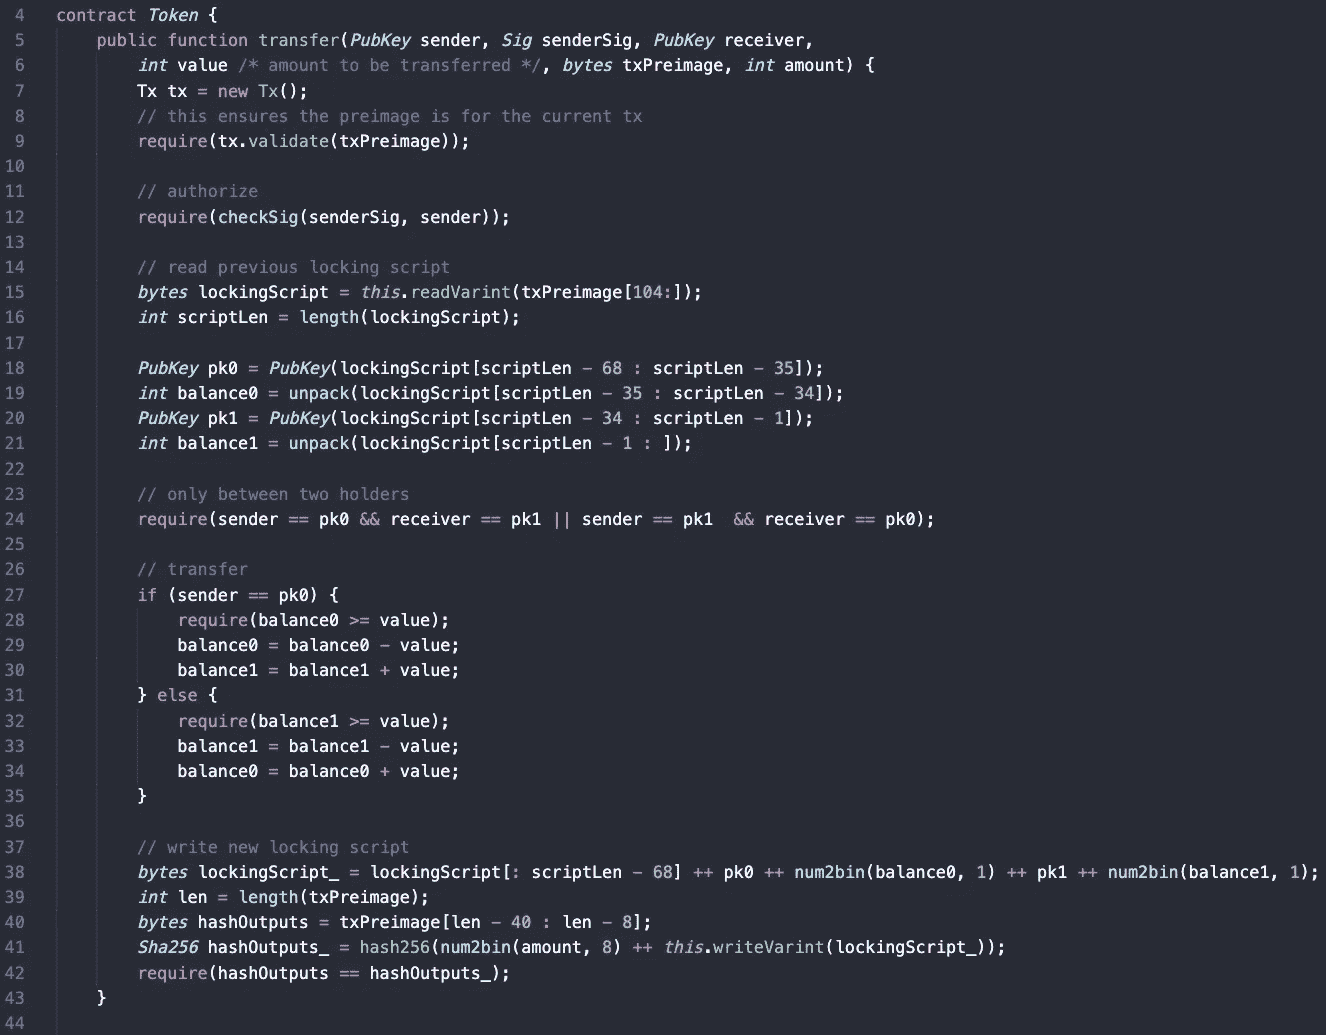 4 contract Token {
5 public function transfer(PubKey sender, Sig senderSig, PubKey receiver,
6 int value /* amount to be transferred */, bytes txPreimage, int amount) {
7 Tx tx = new Tx();
8 // this ensures the preimage is for the current tx
9 require(tx.validate(txPreimage));
10
11 // authorize
12 require(checkSig(senderSig, sender));
13
14 // read previous locking script
15 bytes lockingScript = this.readVarint(txPreimage[104:]);
16 int scriptLen = length(lockingScript);
17
18 PubKey pk0 = PubKey(lockingScript[scriptLen - 68 : scriptLen - 35]);
19 int balance0 = unpack(lockingScript[scriptLen - 35 : scriptLen - 34]);
20 PubKey pk1 = PubKey(lockingScript[scriptLen - 34 : scriptLen - 1]);
21 int balance1 = unpack(lockingScript[scriptLen - 1 : ]);
22
23 // only between two holders
24 require(sender == pk0 && receiver == pk1 || sender == pk1  && receiver == pk0);
25
26 // transfer
27 if (sender == pk0) {
28 require(balance0 >= value);
29 balance0 = balance0 - value;
30 balance1 = balance1 + value;
31 } else {
32 require(balance1 >= value);
33 balance1 = balance1 - value;
34 balance0 = balance0 + value;
35 }
36
37 // write new locking script
38 bytes lockingScript_ = lockingScript[: scriptLen - 68] ++ pk0 ++ num2bin(balance0, 1) ++ pk1 ++ num2bin(balance1, 1);
39 int len = length(txPreimage);
40 bytes hashOutputs = txPreimage[len - 40 : len - 8];
41 Sha256 hashOutputs_ = hash256(num2bin(amount, 8) ++ this.writeVarint(lockingScript_));
42 require(hashOutputs == hashOutputs_);
43 }
44